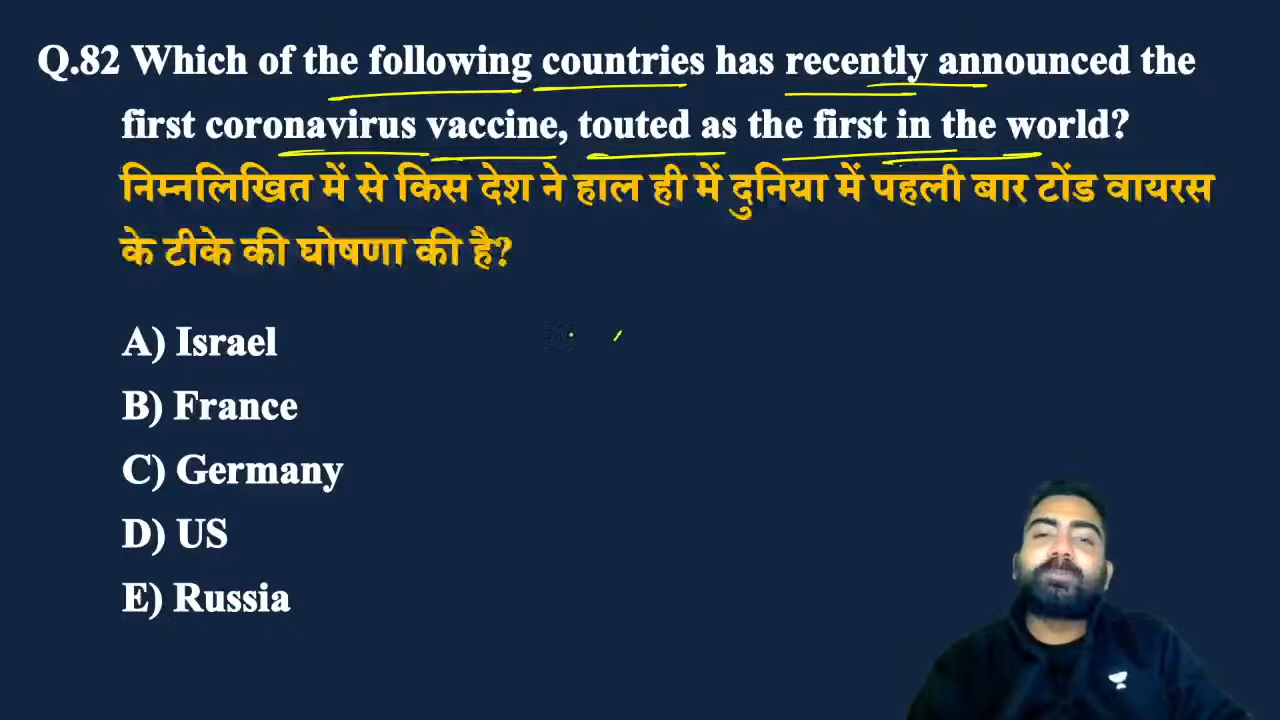 Q.82 Which of the following countries has recently announced the
first coronavirus vaccine, touted as the first in the world?
निम्नलिखित में से किस देश ने हाल ही में दुनिया में पहली बार टोंड वायरस
के टीके की घोषणा की है?
A) Israel
B) France
C) Germany
D) US
E) Russia